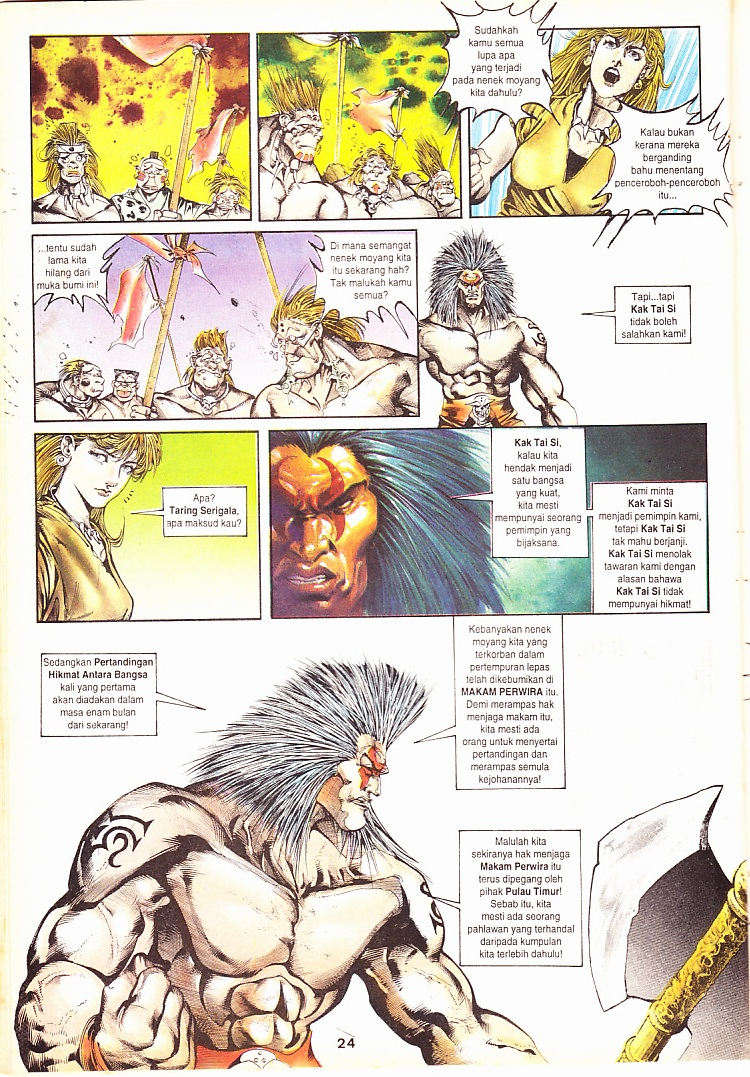 Sudahkah
kamu semua
lupa apa
yang terjadi
pada nenek moyang
kita dahulu?
Kalau bukan
kerana mereka
berganding
bahu menentang
penceroboh-penceroboh
itu...
...tentu sudah
lama kita
hilang dari
muka bumi ini!
Di mana semangat
nenek moyang kita
itu sekarang hah?
Tak malukah kamu
semua?
Tapi...tapi
Kak Tai Si
tidak boleh
salahkan kami!
Apa?
Taring Serigala,
apa maksud kau?
Kak Tai Si,
kalau kita
hendak menjadi
satu bangsa
yang kuat,
kita mesti
mempunyai seorang
pemimpin yang
bijaksana.
Kami minta
Kak Tai Si
menjadi pemimpin kami,
tetapi Kak Tai Si
tak mahu berjanji.
Kak Tai Si menolak
tawaran kami dengan
alasan bahawa
Kak Tai Si tidak
mempunyai hikmat!
Sedangkan Pertandingan
Hikmat Antara Bangsa
kali yang pertama
akan diadakan dalam
masa enam bulan
dari sekarang!
Kebanyakan nenek
moyang kita yang
terkorban dalam
pertempuran lepas
telah dikebumikan di
MAKAM PERWIRA itu.
Demi merampas hak
menjaga makam itu,
kita mesti ada
orang untuk menyertai
pertandingan dan
merampas semula
kejohanannya!
Malulah kita
sekiranya hak menjaga
Makam Perwira itu
terus dipegang oleh
pihak Pulau Timur!
Sebab itu, kita
mesti ada seorang
pahlawan yang terhandal
daripada kumpulan
kita terlebih dahulu!
24